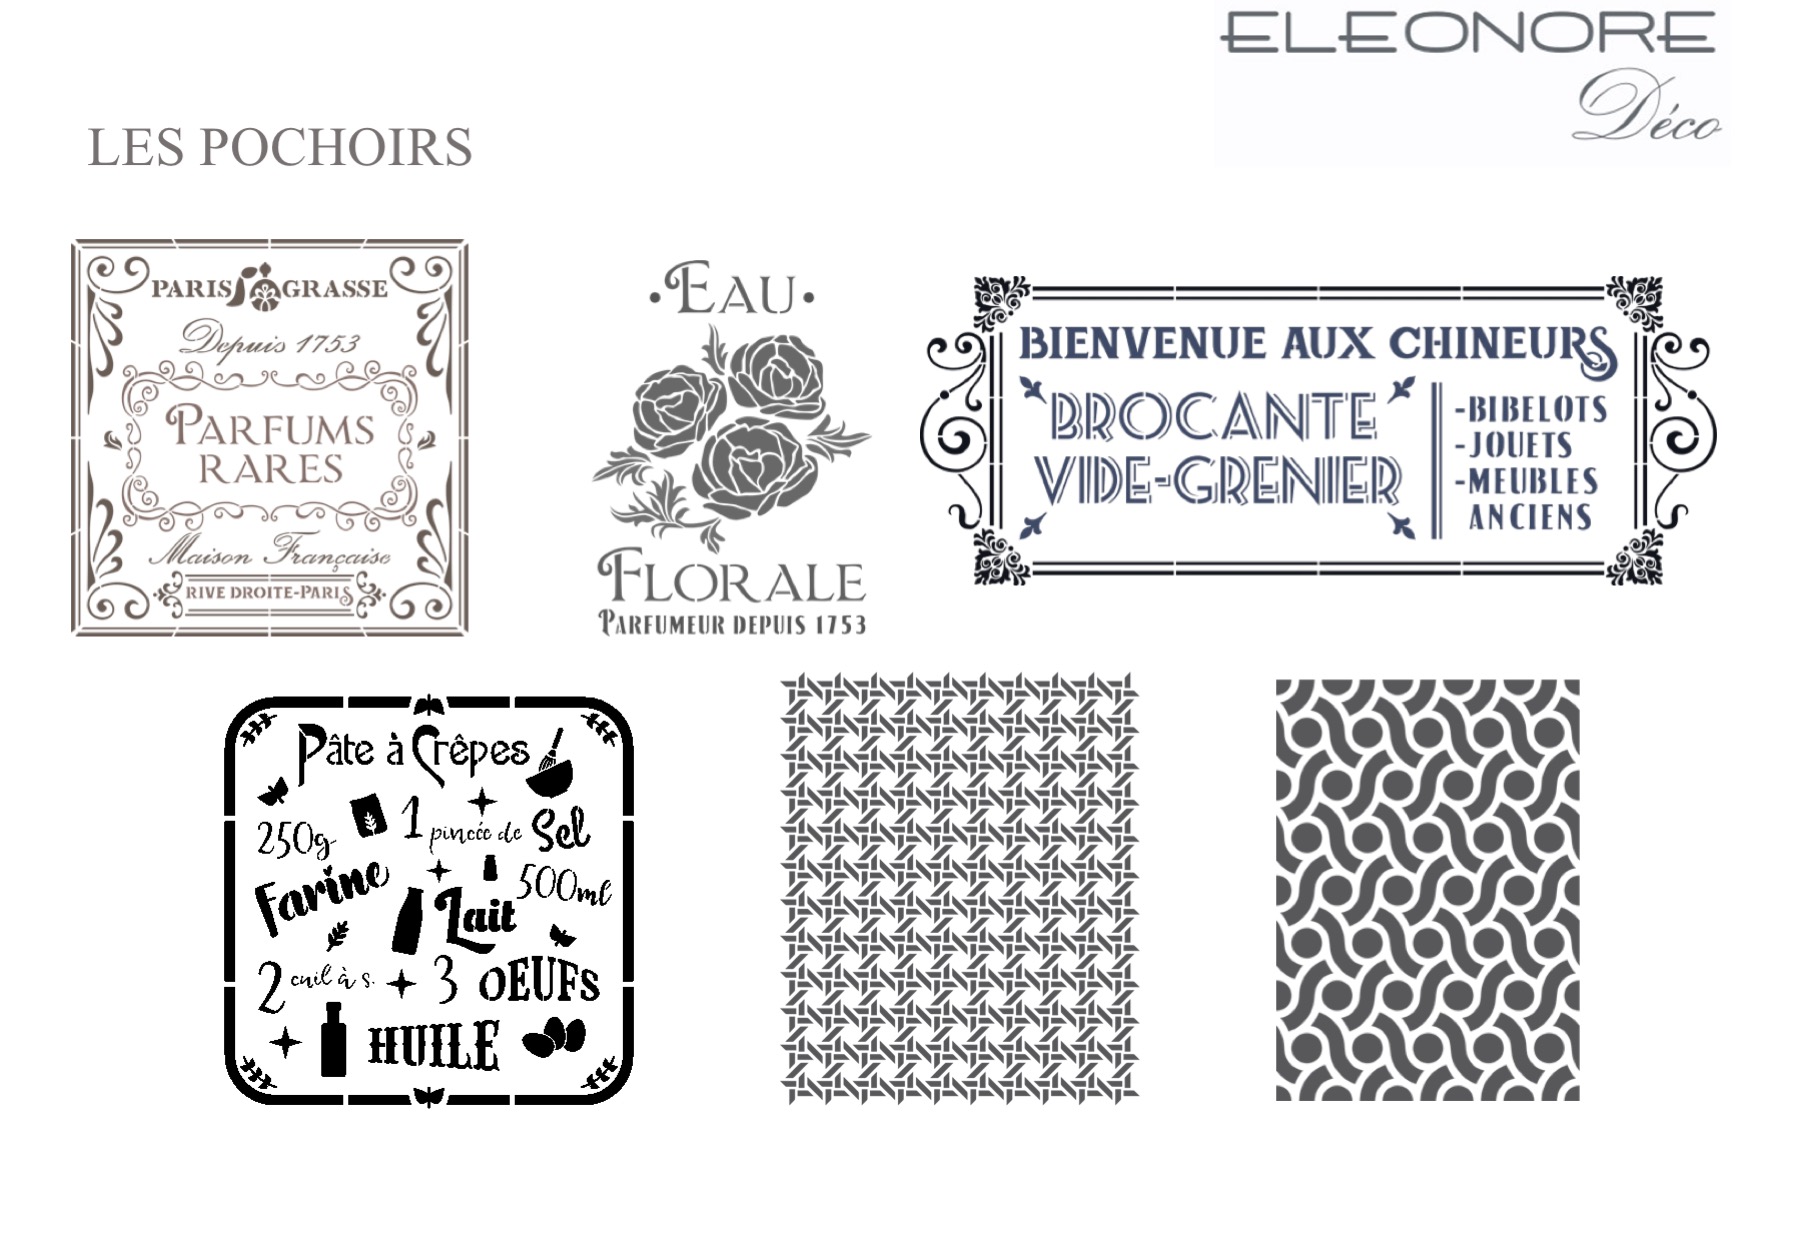 ELEONORE
Déco
LES POCHOIRS
PARIS GRASSE
Depuis 1753
PARFUMS
RARES
Maison Française
RIVE DROITE-PARIS
•EAU•
FLORALE
PARFUMEUR DEPUIS 1753
BIENVENUE AUX CHINEURS
BROCANTE
VIDE-GRENIER
-BIBELOTS
-JOUETS
-MEUBLES
ANCIENS
Pâte à Crêpes
250g
Farine
1 pincée de Sel
500ml
Lait
2 cuil à s.
HUILE
3 OEUFS